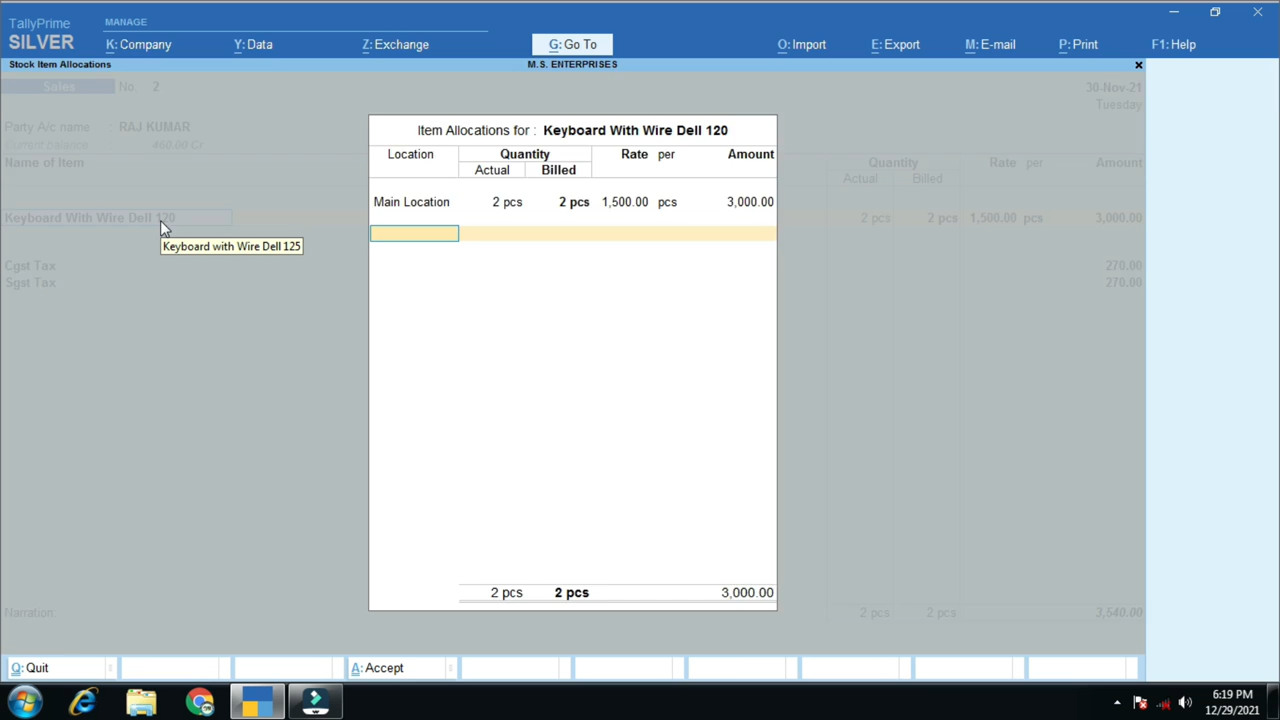 TallyPrime
SILVER
MANAGE
K: Company
Y: Data
Z: Exchange
G: Go To
O: Import
E: Export
M: E-mail
P: Print
F1: Help
Stock Item Allocations
M.S. ENTERPRISES
x
Sales No. 2
30-Nov-21
Tuesday
Party A/c name : RAJ KUMAR
Current balance 460.00 Cr
Name of Item
Quantity Rate per Amount
Actual Billed
Keyboard With Wire Dell 120
2 pcs 2 pcs 1,500.00 pcs 3,000.00
Keyboard with Wire Dell 125
Cgst Tax 270.00
Sgst Tax 270.00
Item Allocations for : Keyboard With Wire Dell 120
Location Quantity Rate per Amount
Actual Billed
Main Location 2 pcs 2 pcs 1,500.00 pcs 3,000.00
2 pcs 2 pcs 3,000.00
Narration: 2 pcs 2 pcs 3,540.00
Q: Quit
A: Accept
6:19 PM
12/29/2021